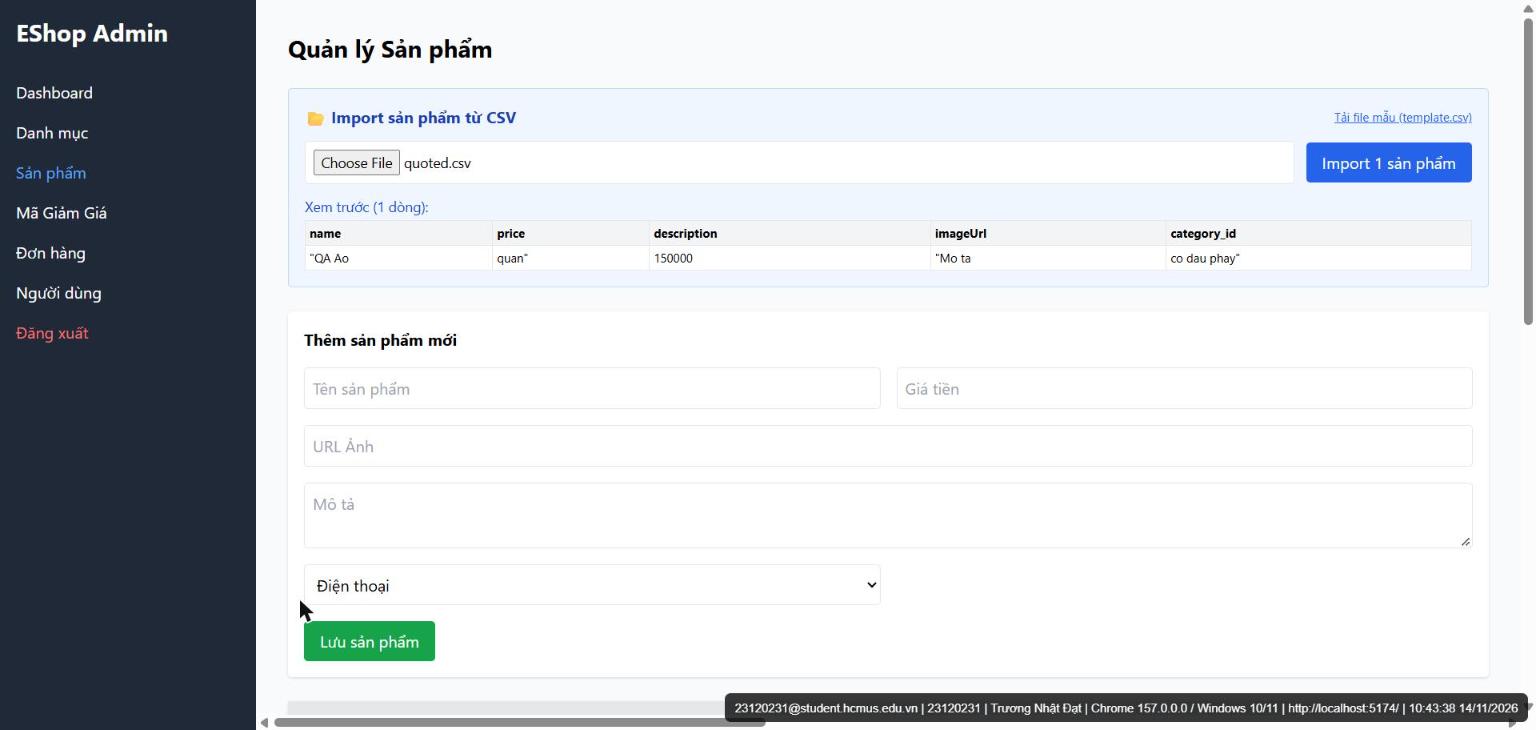 EShop Admin
Dashboard
Danh mục
Sản phẩm
Mã Giảm Giá
Đơn hàng
Người dùng
Đăng xuất
Quản lý Sản phẩm
Import sản phẩm từ CSV
Tải file mẫu (template.csv)
Choose File quoted.csv
Import 1 sản phẩm
Xem trước (1 dòng):
name price description imageUrl category_id
"QA Ao quan" 150000 "Mo ta co dau phay"
Thêm sản phẩm mới
Tên sản phẩm Giá tiền
URL Ảnh
Mô tả
Điện thoại
Lưu sản phẩm
23120231@student.hcmus.edu.vn | 23120231 | Trương Nhật Đạt | Chrome 157.0.0.0 / Windows 10/11 | http://localhost:5174/ | 10:43:38 14/11/2026